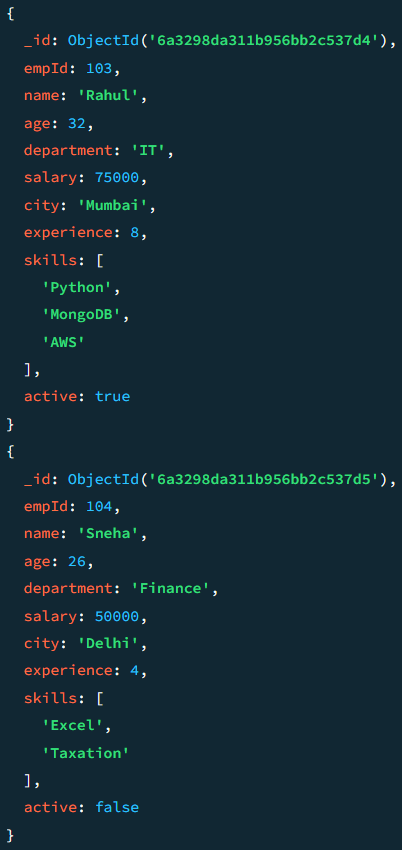 {
  _id: ObjectId('6a3298da311b956bb2c537d4'),
  empId: 103,
  name: 'Rahul',
  age: 32,
  department: 'IT',
  salary: 75000,
  city: 'Mumbai',
  experience: 8,
  skills: [
    'Python',
    'MongoDB',
    'AWS'
  ],
  active: true
}
{
  _id: ObjectId('6a3298da311b956bb2c537d5'),
  empId: 104,
  name: 'Sneha',
  age: 26,
  department: 'Finance',
  salary: 50000,
  city: 'Delhi',
  experience: 4,
  skills: [
    'Excel',
    'Taxation'
  ],
  active: false
}